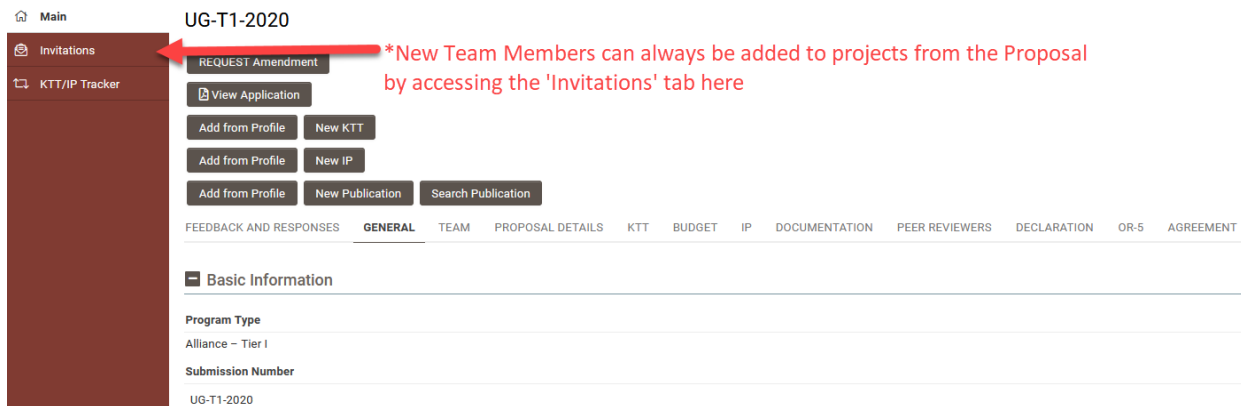 Main
Invitations
KTT/IP Tracker
UG-T1-2020
REQUEST Amendment
*New Team Members can always be added to projects from the Proposal
by accessing the 'Invitations' tab here
View Application
Add from Profile New KTT
Add from Profile New IP
Add from Profile New Publication Search Publication
FEEDBACK AND RESPONSES GENERAL TEAM PROPOSAL DETAILS KTT BUDGET IP DOCUMENTATION PEER REVIEWERS DECLARATION OR-5 AGREEMENT
Basic Information
Program Type
Alliance – Tier I
Submission Number
UG-T1-2020